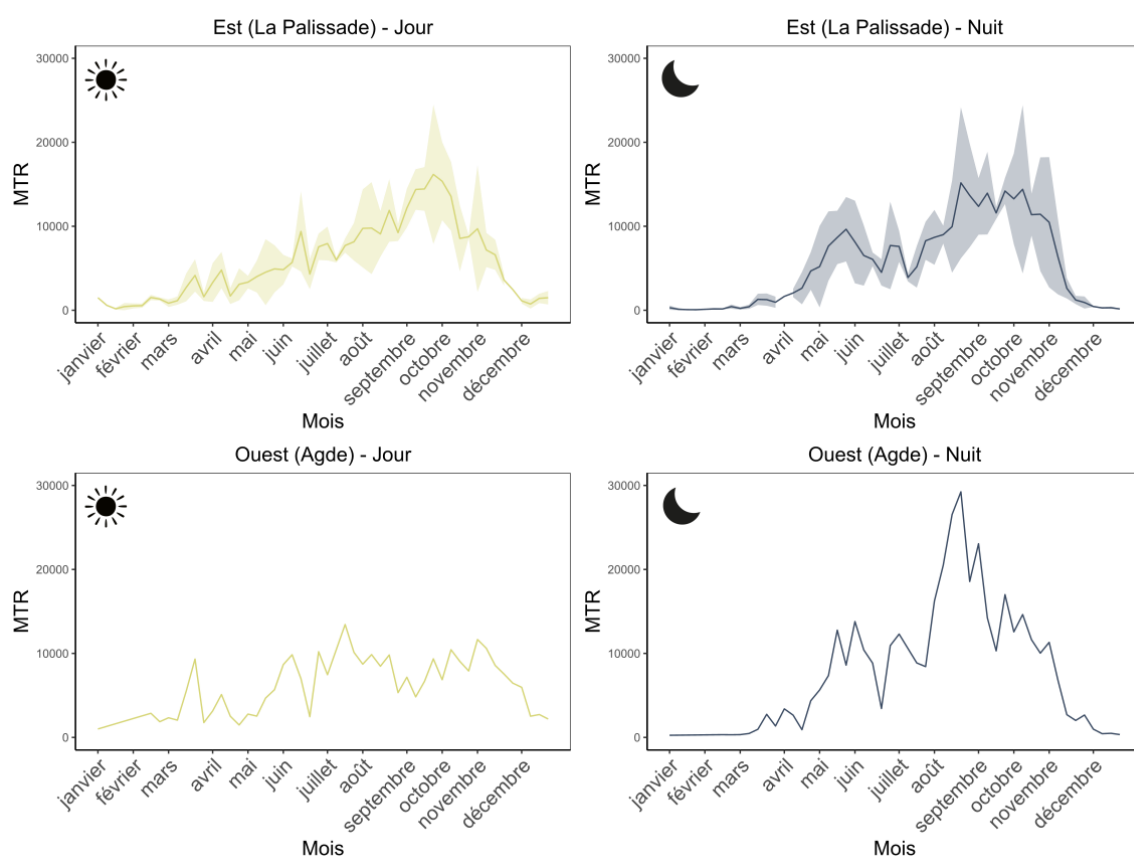 Est (La Palissade) - Jour
30000
20000
10000
0
MTR
janvier
février
mars
avril
mai
juin
juillet
août
septembre
octobre
novembre
décembre
Mois
Est (La Palissade) - Nuit
30000
20000
10000
0
MTR
janvier
février
mars
avril
mai
juin
juillet
août
septembre
octobre
novembre
décembre
Mois
Ouest (Agde) - Jour
30000
20000
10000
0
MTR
janvier
février
mars
avril
mai
juin
juillet
août
septembre
octobre
novembre
décembre
Mois
Ouest (Agde) - Nuit
30000
20000
10000
0
MTR
janvier
février
mars
avril
mai
juin
juillet
août
septembre
octobre
novembre
décembre
Mois